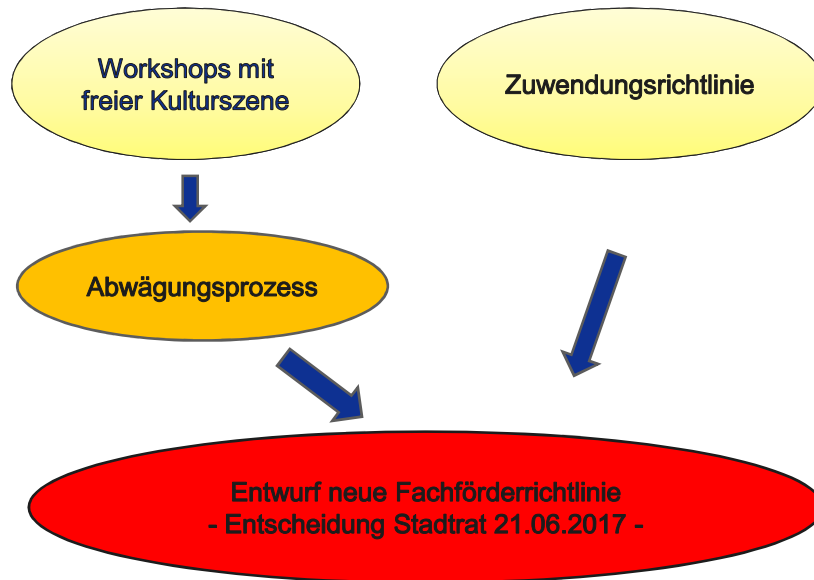 Workshops mit
freier Kulturszene
Zuwendungsrichtlinie
Abwägungsprozess
Entwurf neue Fachförderrichtlinie
- Entscheidung Stadtrat 21.06.2017 -